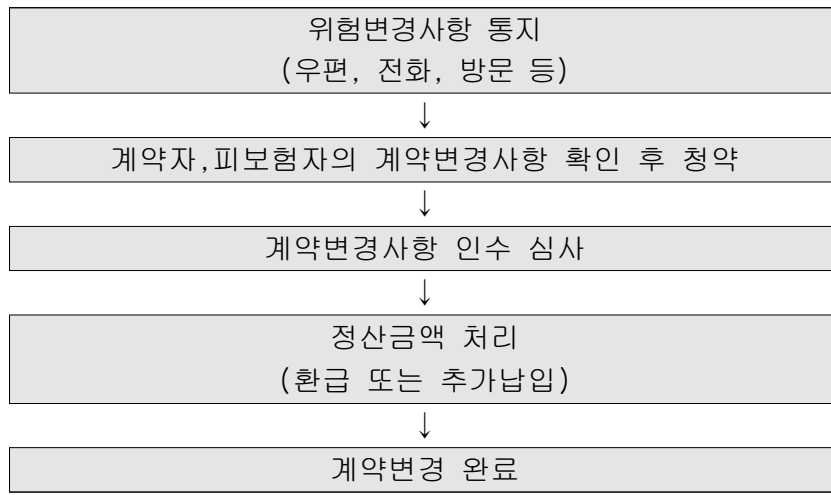 위험변경사항 통지
(우편, 전화, 방문 등)
↓
계약자,피보험자의 계약변경사항 확인 후 청약
↓
계약변경사항 인수 심사
↓
정산금액 처리
(환급 또는 추가납입)
↓
계약변경 완료